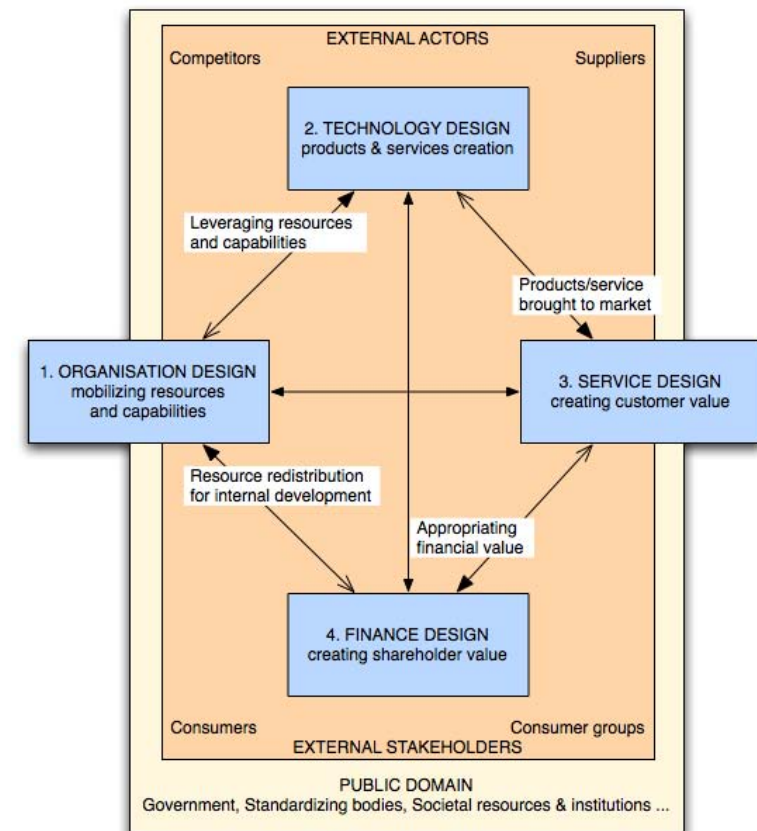 EXTERNAL ACTORS
Competitors
Suppliers
2. TECHNOLOGY DESIGN
products & services creation
Leveraging resources
and capabilities
Products/service
brought to market
1. ORGANISATION DESIGN
mobilizing resources
and capabilities
3. SERVICE DESIGN
creating customer value
Resource redistribution
for internal development
Appropriating
financial value
4. FINANCE DESIGN
creating shareholder value
Consumers
Consumer groups
EXTERNAL STAKEHOLDERS
PUBLIC DOMAIN
Government, Standardizing bodies, Societal resources & institutions ...